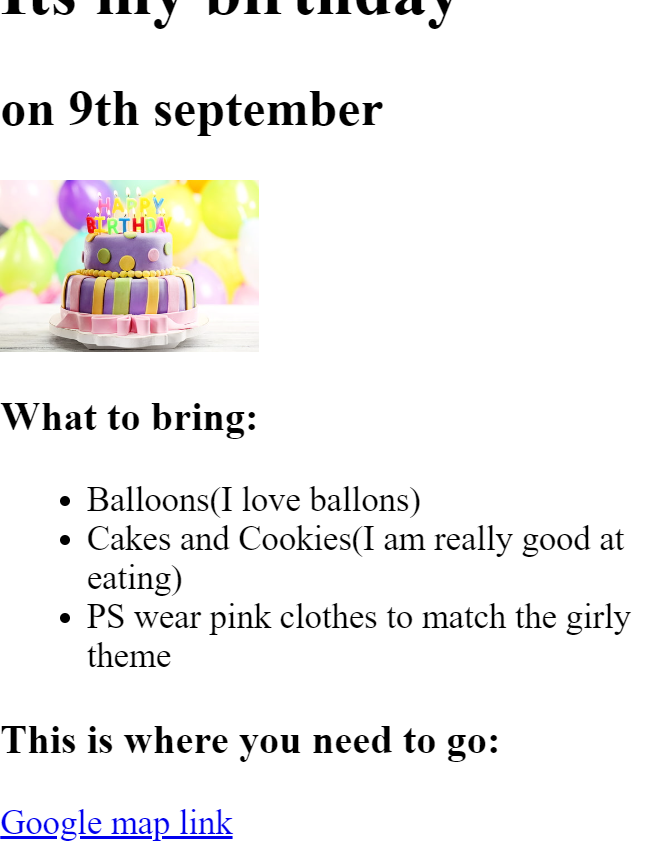 Its my birthday
on 9th september
HAPPY
BIRTHDAY
What to bring:
Balloons(I love ballons)
Cakes and Cookies(I am really good at
eating)
PS wear pink clothes to match the girly
theme
This is where you need to go:
Google map link